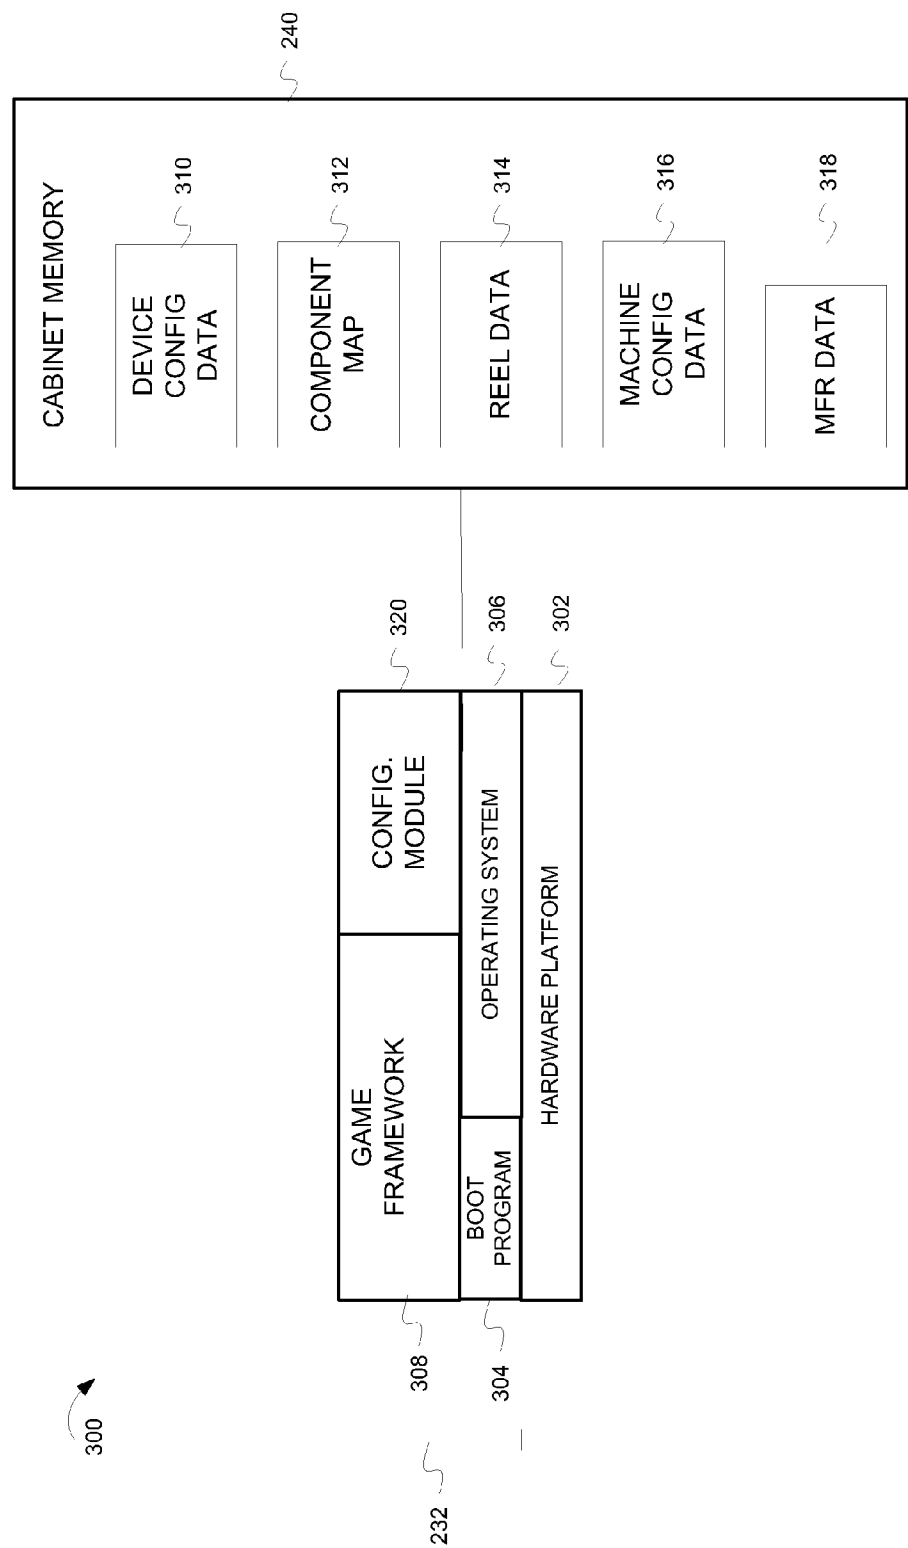 300
232
308
GAME
FRAMEWORK
CONFIG.
MODULE
320
304
BOOT
PROGRAM
OPERATING SYSTEM
306
HARDWARE PLATFORM
302
CABINET MEMORY
240
DEVICE
CONFIG
DATA
310
COMPONENT
MAP
312
REEL DATA
314
MACHINE
CONFIG
DATA
316
MFR DATA
318